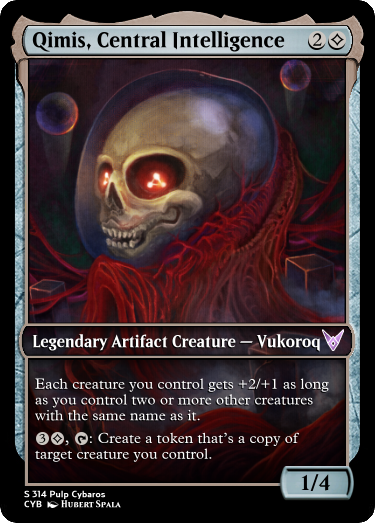 Qimis, Central Intelligence 2
Legendary Artifact Creature — Vukoroq
Each creature you control gets +2/+1 as long
as you control two or more other creatures
with the same name as it.
3, : Create a token that's a copy of
target creature you control.
1/4
S 314 Pulp Cybaros
CYB Hubert Spala